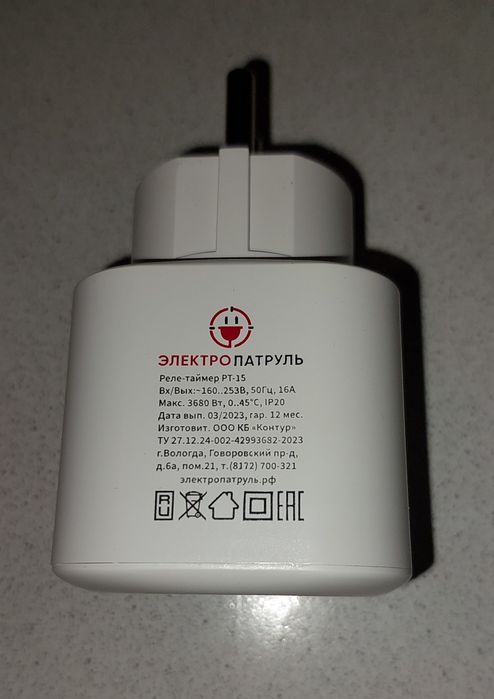 ЭЛЕКТРОПАТРУЛЬ
Реле-таймер РТ-15
Вх/Вых:~160..253В, 50Гц, 16А
Макс. 3680 Вт, 0..45°С, IP20
Дата вып. 03/2023, гар. 12 мес.
Изготовит. ООО КБ «Контур»
ТУ 27.12.24-002-42993682-2023
г.Вологда, Говоровский пр-д,
д.6а, пом.21, т.(8172) 700-321
электропатруль.рф
RU EAC